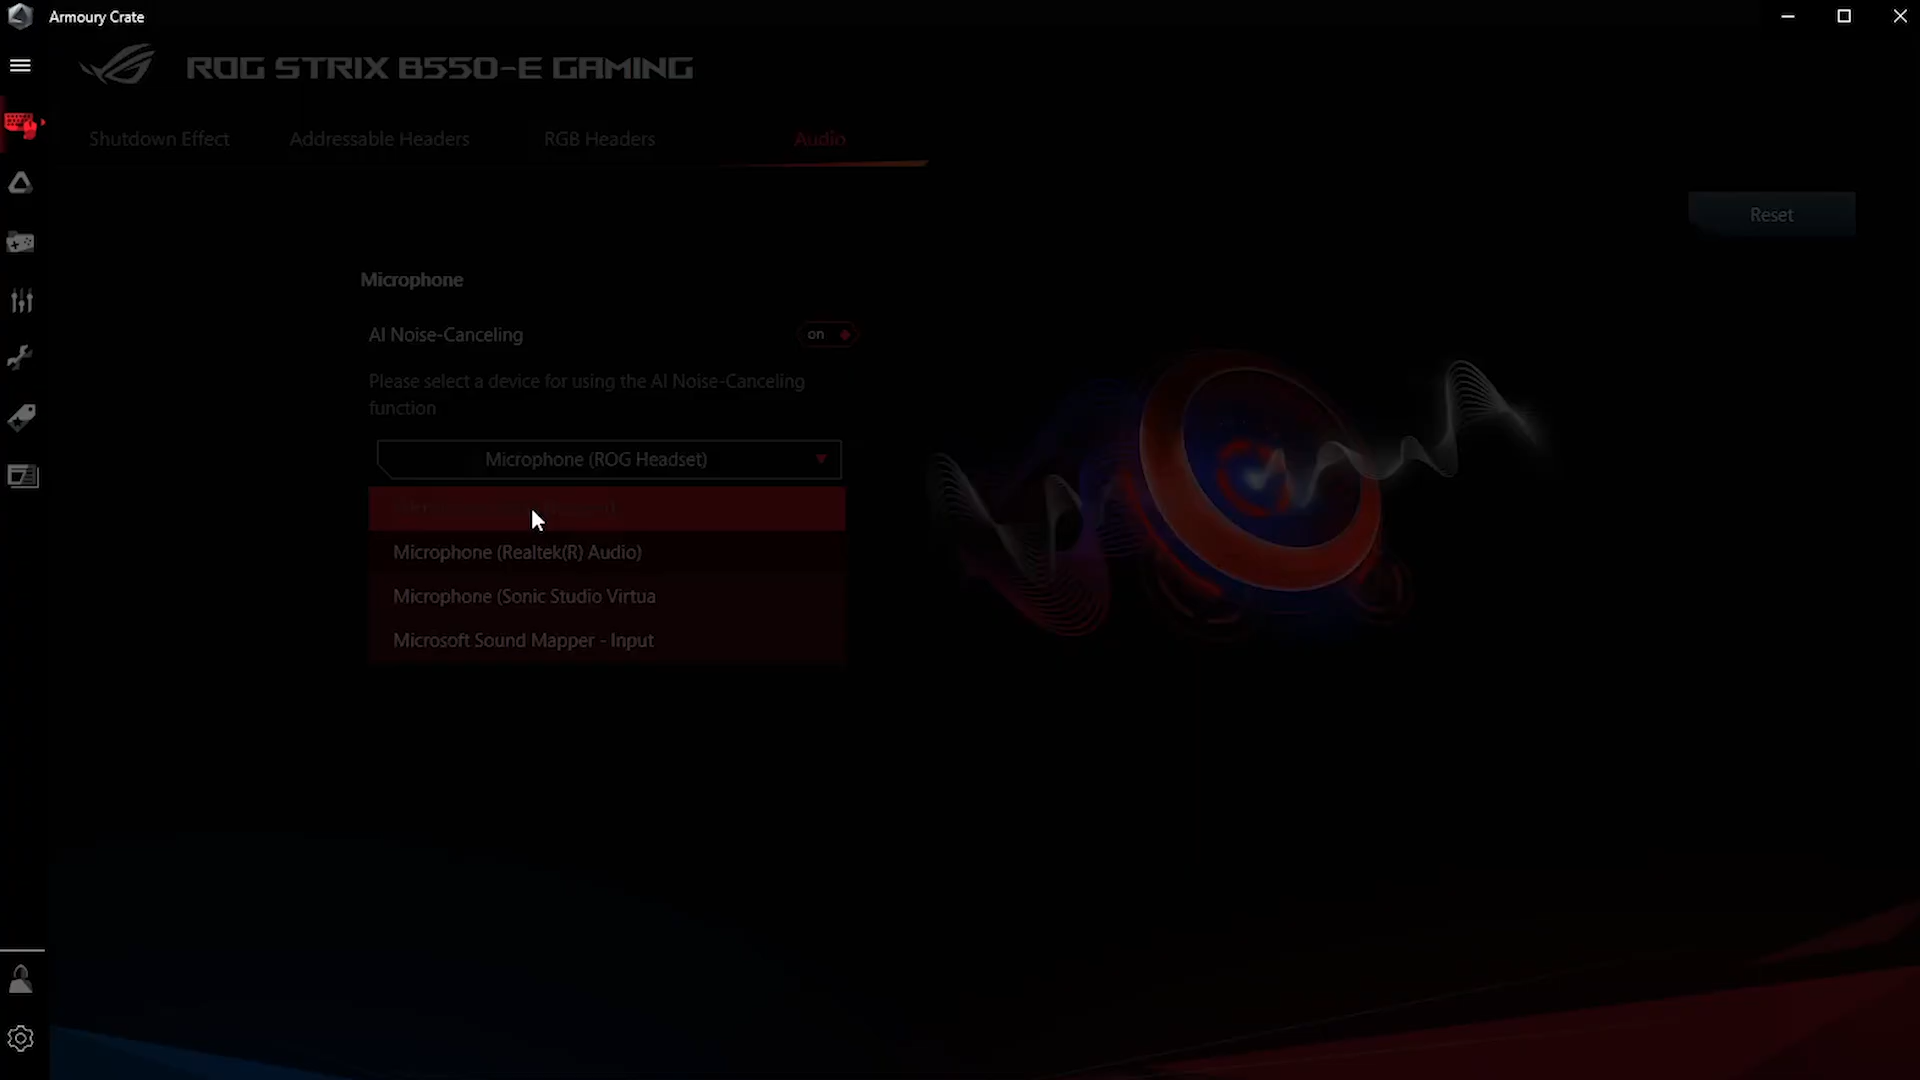 Armoury Crate
ROG STRIX B550-E GAMING
Shutdown Effect
Addressable Headers
RGB Headers
Audio
Reset
Microphone
AI Noise-Canceling
on
Please select a device for using the AI Noise-Canceling
function
Microphone (ROG Headset)
Microphone (Realtek(R) Audio)
Microphone (Sonic Studio Virtua
Microsoft Sound Mapper - Input